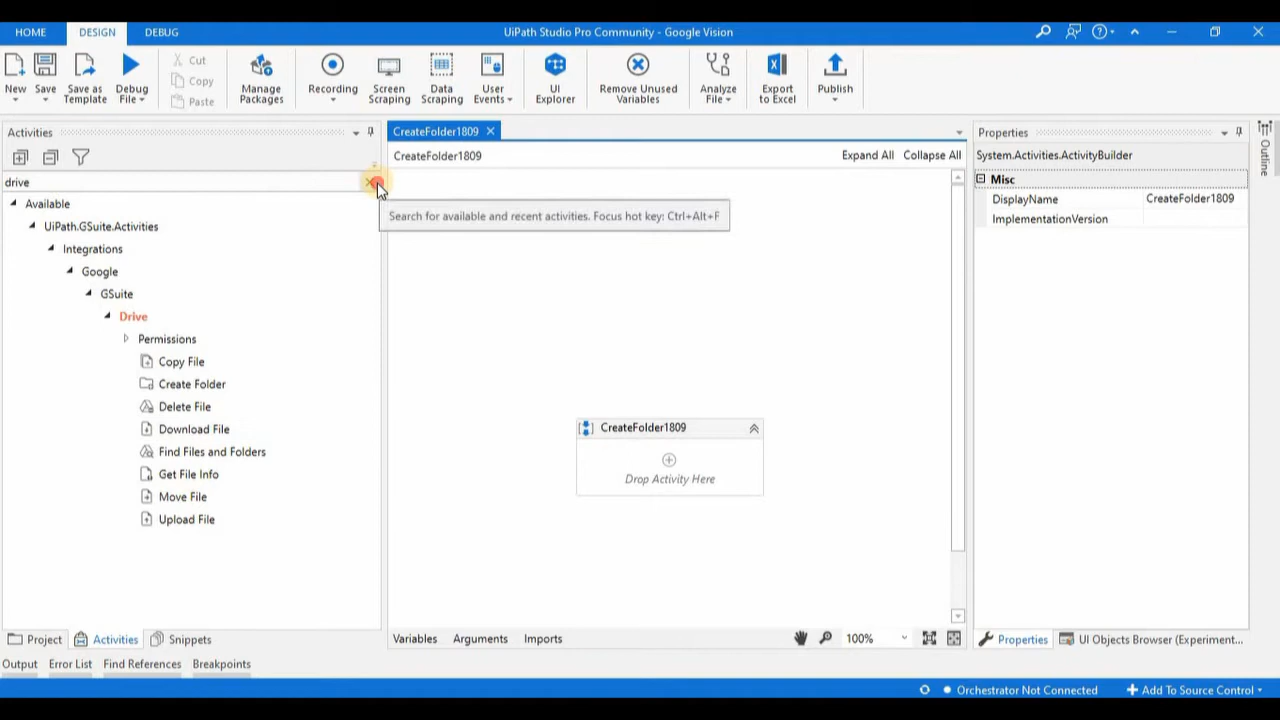 HOME DESIGN DEBUG UiPath Studio Pro Community - Google Vision
New Save Save as Template Debug File Cut Copy Paste Manage Packages Recording Screen Scraping Data Scraping User Events UI Explorer Remove Unused Variables Analyze File Export to Excel Publish
Activities
drive
Search for available and recent activities. Focus hot key: Ctrl+Alt+F
Available
UiPath.GSuite.Activities
Integrations
Google
GSuite
Drive
Permissions
Copy File
Create Folder
Delete File
Download File
Find Files and Folders
Get File Info
Move File
Upload File
Project Activities Snippets
CreateFolder1809
CreateFolder1809 Expand All Collapse All
CreateFolder1809
Drop Activity Here
Variables Arguments Imports 100%
Properties
System.Activities.ActivityBuilder
Misc
DisplayName CreateFolder1809
ImplementationVersion
Outline
Properties UI Objects Browser (Experiment...
Output Error List Find References Breakpoints
Orchestrator Not Connected Add To Source Control